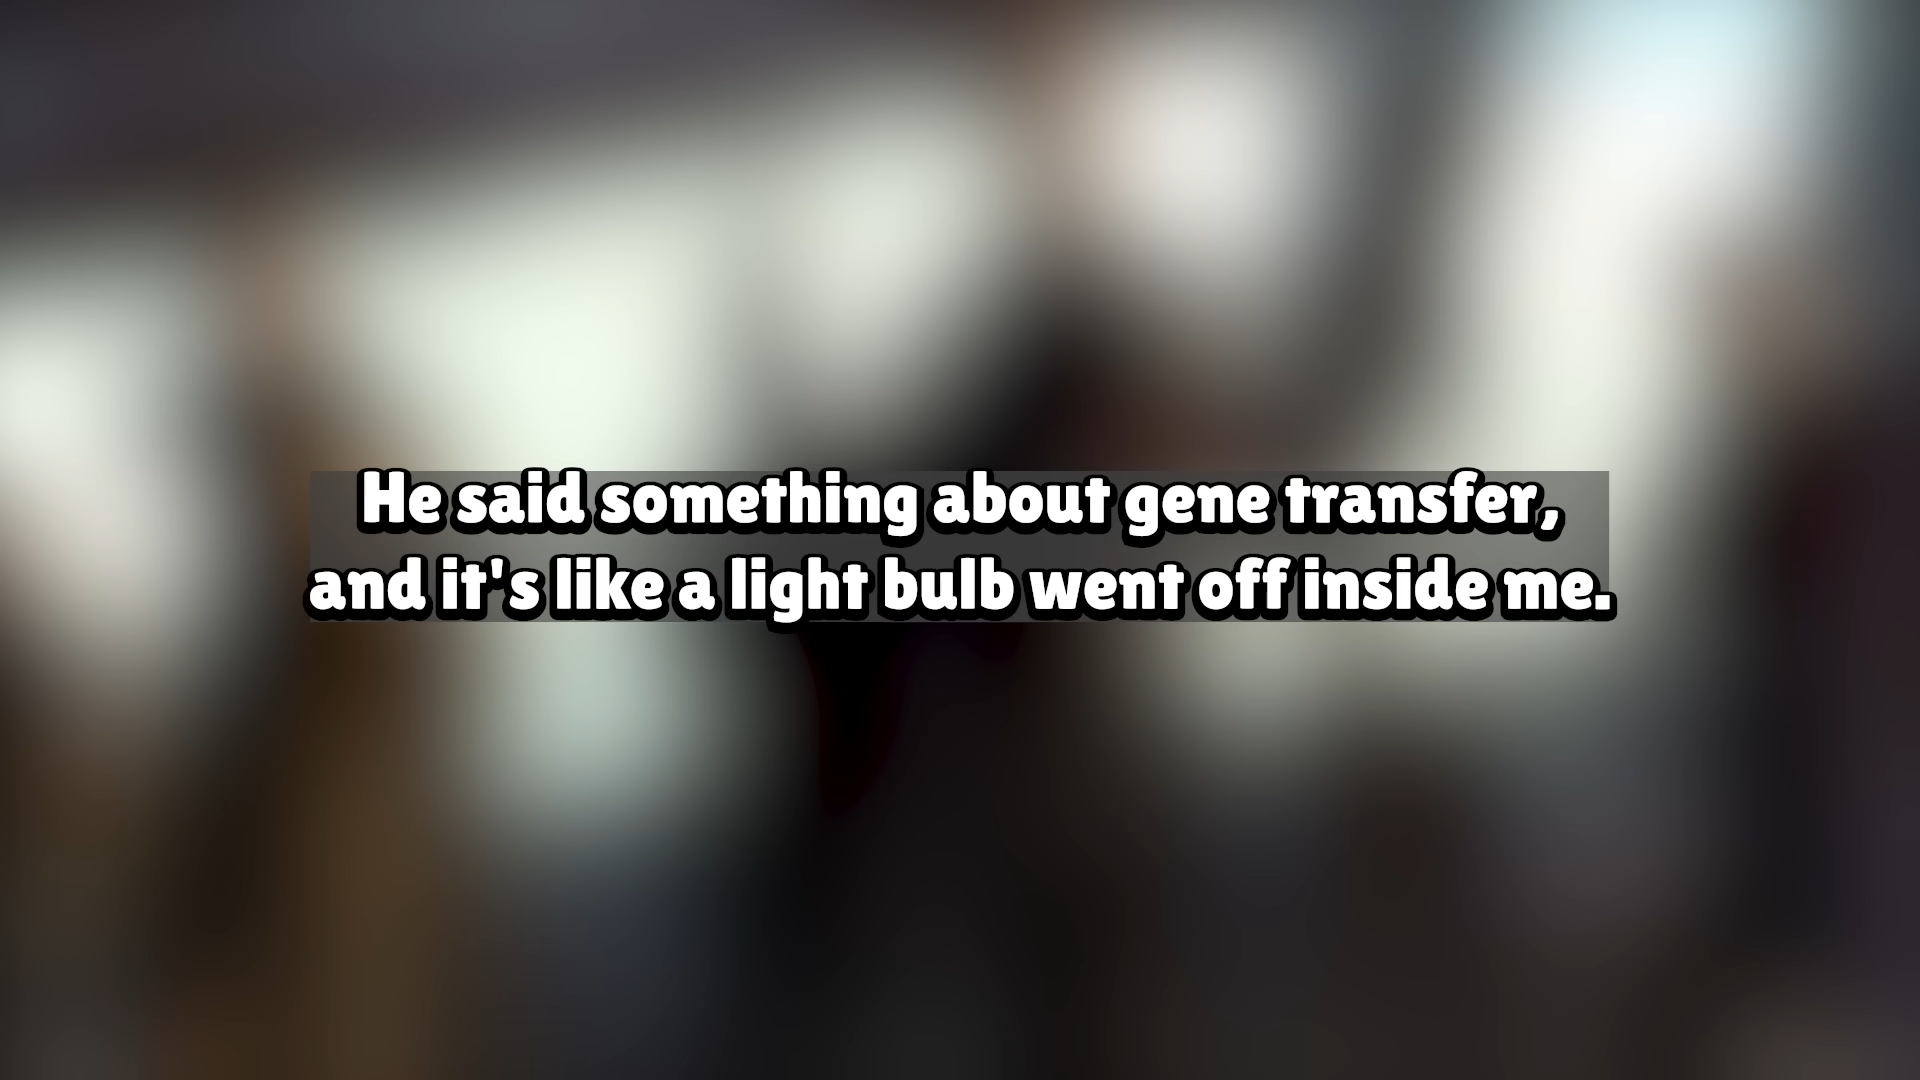 He said something about gene transfer,
and it's like a light bulb went off inside me.